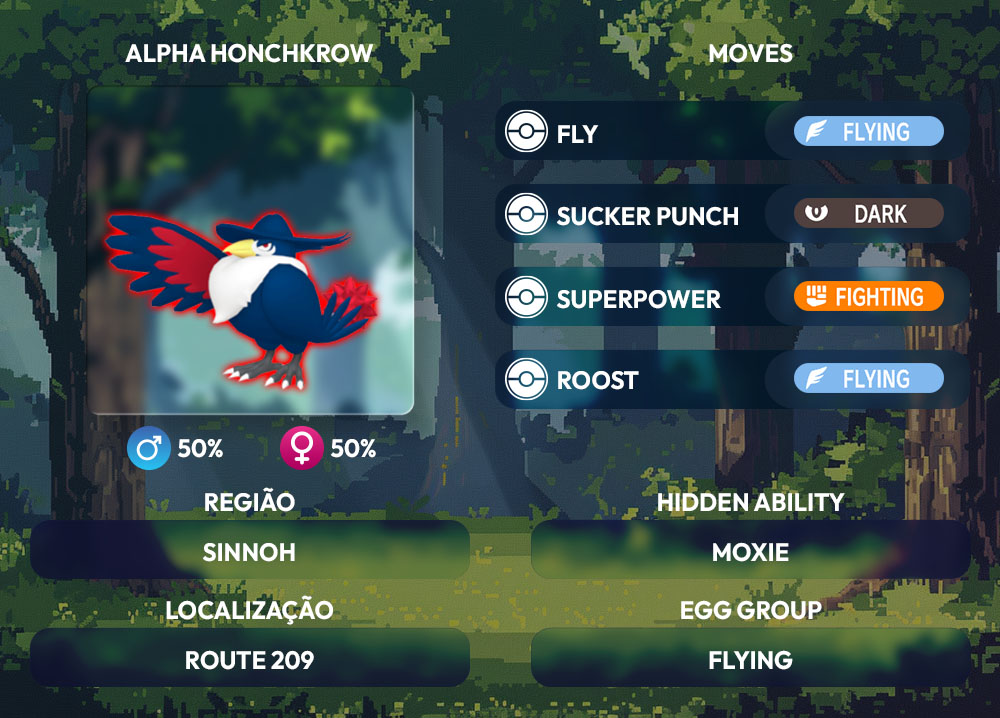 ALPHA HONCHKROW
50%
50%
REGIÃO
SINNOH
LOCALIZAÇÃO
ROUTE 209
MOVES
FLY
FLYING
SUCKER PUNCH
DARK
SUPERPOWER
FIGHTING
ROOST
FLYING
HIDDEN ABILITY
MOXIE
EGG GROUP
FLYING